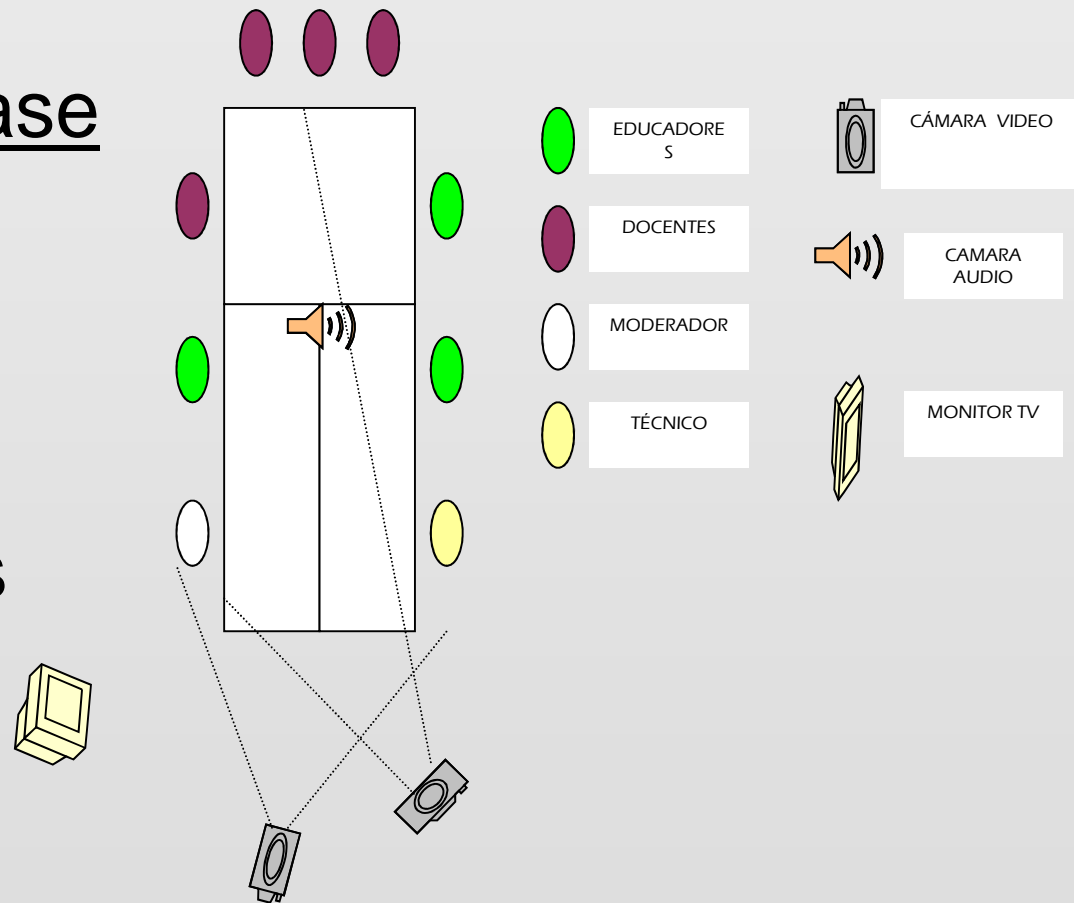 ase
EDUCADORE
S
DOCENTES
MODERADOR
TÉCNICO
CÁMARA VIDEO
CAMARA
AUDIO
MONITOR TV
s